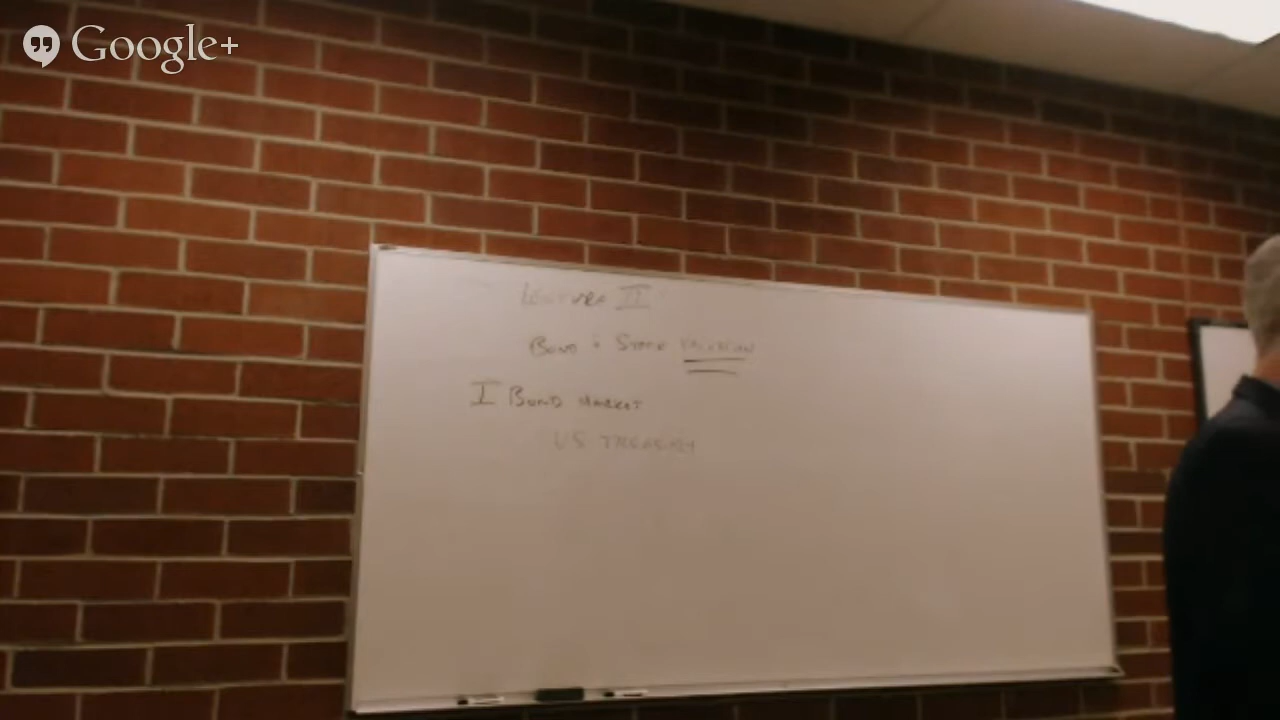 Google+
LECTURE II
BOND + STOCK VALUATION
I BOND MARKET
US TREASURY